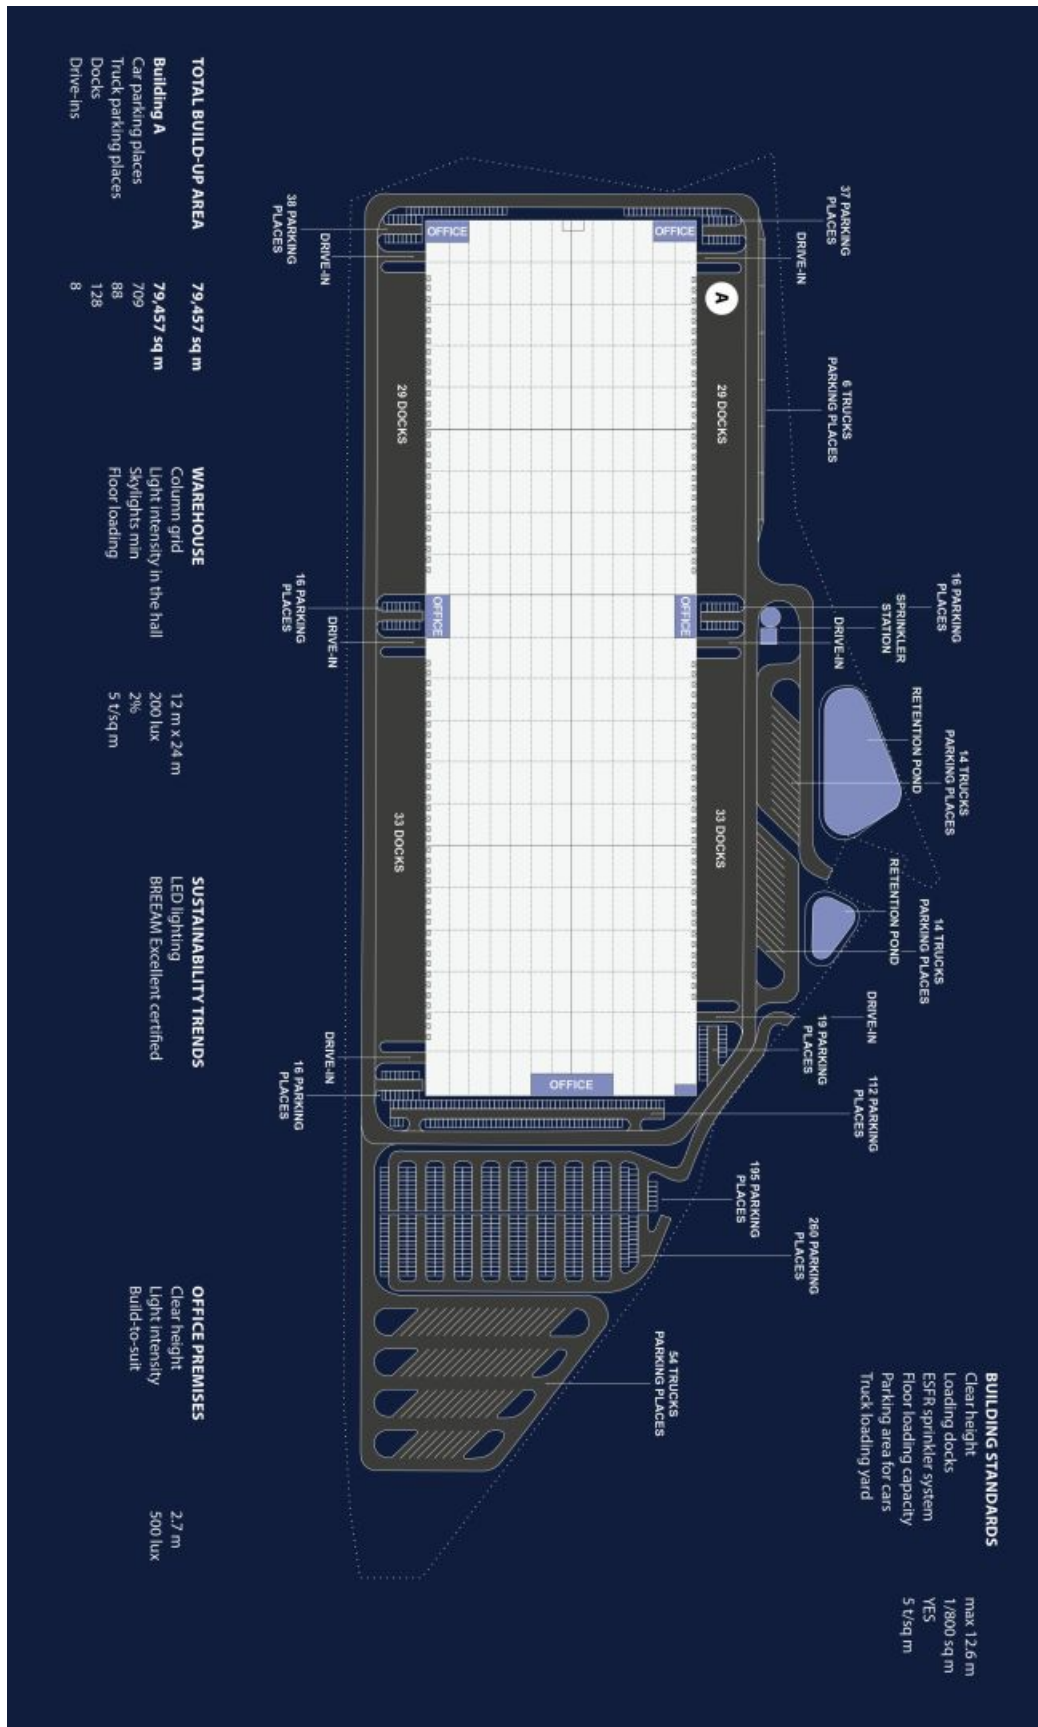 BUILDING STANDARDS
Clear height max 12.6 m
Loading docks 1/800 sq m
ESFR sprinkler system YES
Floor loading capacity 5 t/sq m
Parking area for cars
Truck loading yard
16 PARKING
PLACES
SPRINKLER
STATION
DRIVE-IN
14 TRUCKS
PARKING PLACES
RETENTION POND
14 TRUCKS
PARKING PLACES
RETENTION POND
37 PARKING
PLACES
DRIVE-IN
6 TRUCKS
PARKING PLACES
DRIVE-IN
19 PARKING
PLACES
112 PARKING
PLACES
195 PARKING
PLACES
260 PARKING
PLACES
54 TRUCKS
PARKING PLACES
A
29 DOCKS
33 DOCKS
OFFICE
OFFICE
OFFICE
OFFICE
OFFICE
29 DOCKS
33 DOCKS
DRIVE-IN
38 PARKING
PLACES
DRIVE-IN
16 PARKING
PLACES
DRIVE-IN
16 PARKING
PLACES
TOTAL BUILD-UP AREA 79,457 sq m
Building A 79,457 sq m
Car parking places 709
Truck parking places 88
Docks 128
Drive-ins 8
WAREHOUSE
Column grid 12 m x 24 m
Light intensity in the hall 200 lux
Skylights min 2%
Floor loading 5 t/sq m
SUSTAINABILITY TRENDS
LED lighting
BREEAM Excellent certified
OFFICE PREMISES
Clear height 2.7 m
Light intensity 500 lux
Build-to-suit